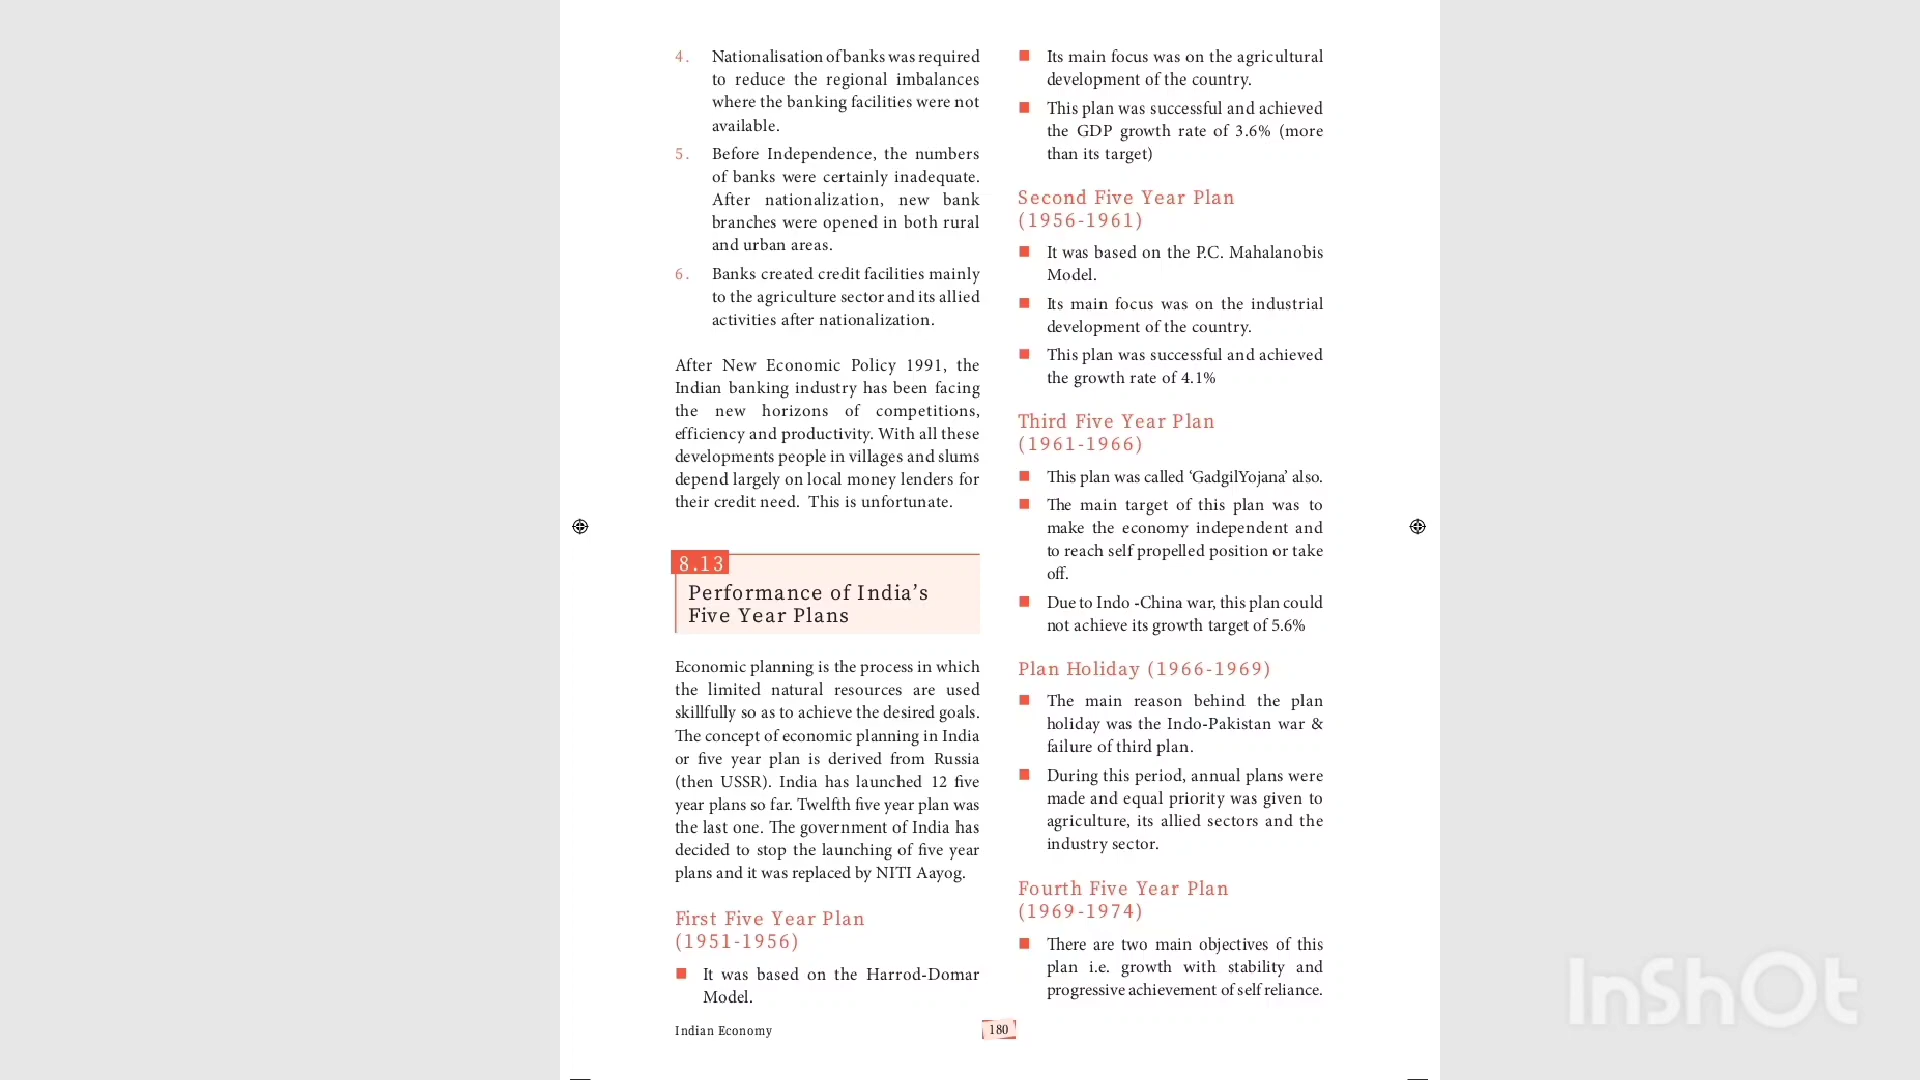 4. Nationalisation of banks was required
to reduce the regional imbalances
where the banking facilities were not
available.
5. Before Independence, the numbers
of banks were certainly inadequate.
After nationalization, new bank
branches were opened in both rural
and urban areas.
6. Banks created credit facilities mainly
to the agriculture sector and its allied
activities after nationalization.
After New Economic Policy 1991, the
Indian banking industry has been facing
the new horizons of competitions,
efficiency and productivity. With all these
developments people in villages and slums
depend largely on local money lenders for
their credit need. This is unfortunate.
8.13
Performance of India's
Five Year Plans
Economic planning is the process in which
the limited natural resources are used
skillfully so as to achieve the desired goals.
The concept of economic planning in India
or five year plan is derived from Russia
(then USSR). India has launched 12 five
year plans so far. Twelfth five year plan was
the last one. The government of India has
decided to stop the launching of five year
plans and it was replaced by NITI Aayog.
First Five Year Plan
(1951-1956)
■ It was based on the Harrod-Domar
Model.
■ Its main focus was on the agricultural
development of the country.
■ This plan was successful and achieved
the GDP growth rate of 3.6% (more
than its target)
Second Five Year Plan
(1956-1961)
■ It was based on the P.C. Mahalanobis
Model.
■ Its main focus was on the industrial
development of the country.
■ This plan was successful and achieved
the growth rate of 4.1%
Third Five Year Plan
(1961-1966)
■ This plan was called 'GadgilYojana' also.
■ The main target of this plan was to
make the economy independent and
to reach self propelled position or take
off.
■ Due to Indo -China war, this plan could
not achieve its growth target of 5.6%
Plan Holiday (1966-1969)
■ The main reason behind the plan
holiday was the Indo-Pakistan war &
failure of third plan.
■ During this period, annual plans were
made and equal priority was given to
agriculture, its allied sectors and the
industry sector.
Fourth Five Year Plan
(1969-1974)
■ There are two main objectives of this
plan i.e. growth with stability and
progressive achievement of self reliance.
Indian Economy
180
InShOt